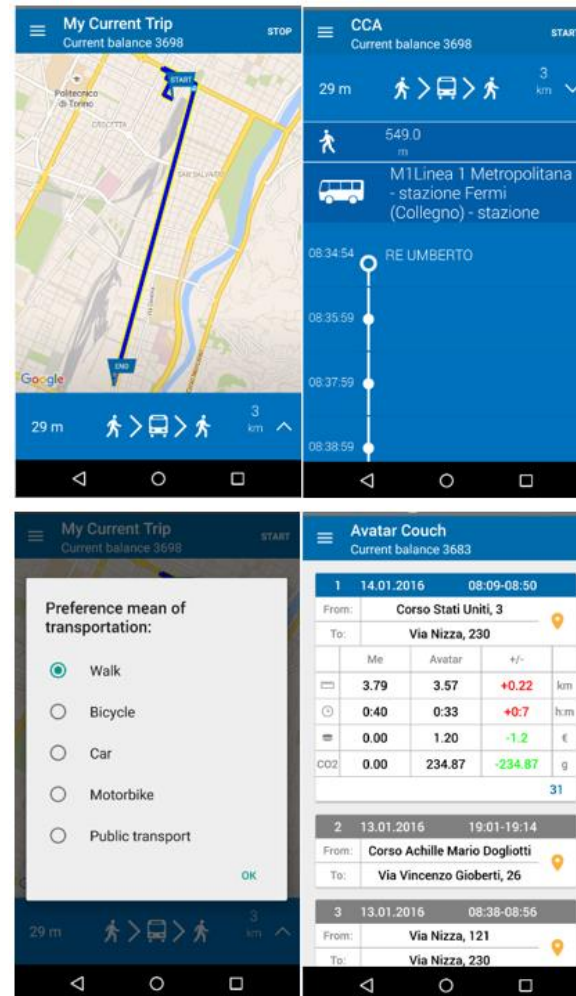 My Current Trip
Current balance 3698
STOP
Politecnico
di Torino
CROCETTA
START
SAN SALVARIO
Via Genova
END
Google
29 m
3
km
CCA
Current balance 3698
START
29 m
3
km
549.0
m
M1Linea 1 Metropolitana
- stazione Fermi
(Collegno) - stazione
08:34:54
RE UMBERTO
08:35:59
08:37:59
08:38:59
My Current Trip
Current balance 3698
START
Preference mean of
transportation:
Walk
Bicycle
Car
Motorbike
Public transport
OK
29 m
3
km
Avatar Couch
Current balance 3683
1 14.01.2016 08:09-08:50
From: Corso Stati Uniti, 3
To: Via Nizza, 230
Me Avatar +/-
3.79 3.57 +0.22 km
0:40 0:33 +0:7 h:m
0.00 1.20 -1.2 €
CO2 0.00 234.87 -234.87 g
31
2 13.01.2016 19:01-19:14
From: Corso Achille Mario Dogliotti
To: Via Vincenzo Gioberti, 26
3 13.01.2016 08:38-08:56
From: Via Nizza, 121
To: Via Nizza, 230